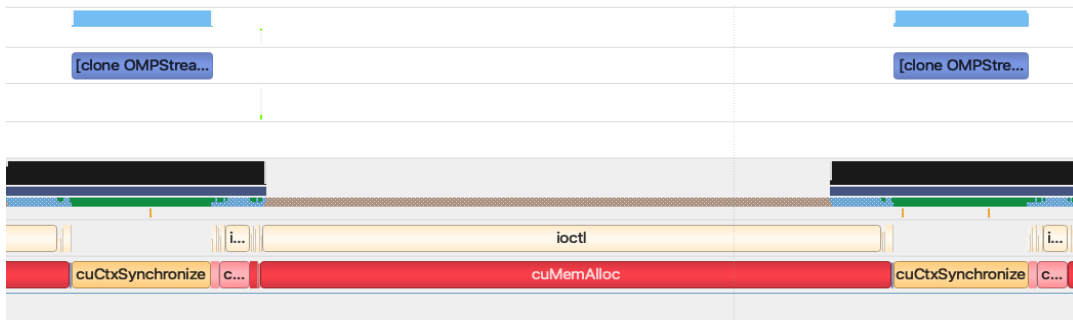 [clone OMPStrea...
[clone OMPStre...
i...
ioctl
i...
cuCtxSynchronize
c...
cuMemAlloc
cuCtxSynchronize
c...